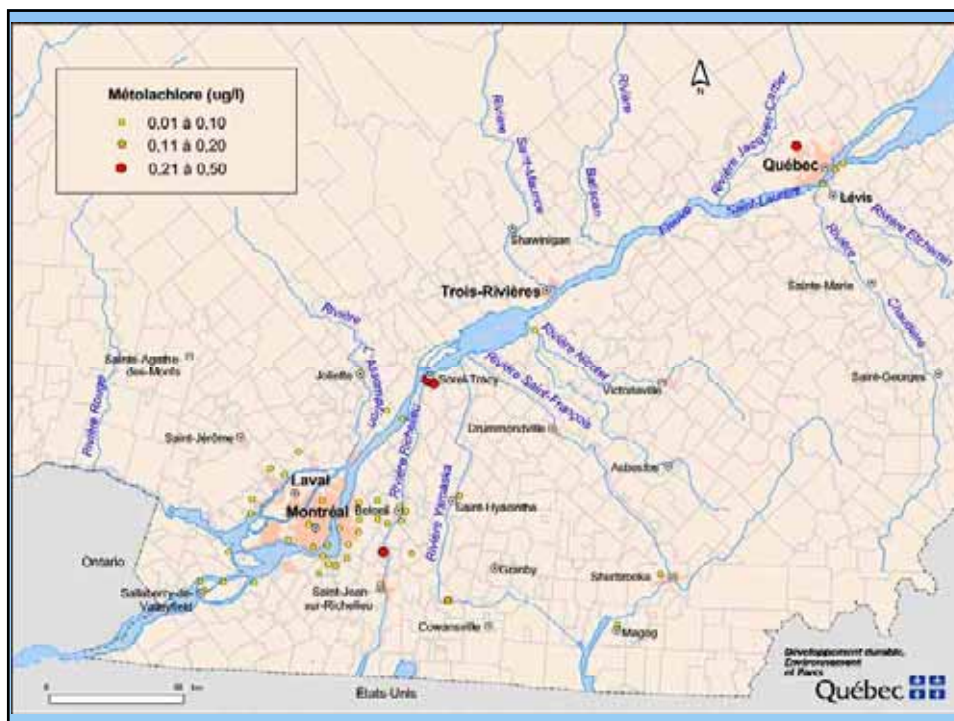 Métolachlore (ug/l)
0,01 à 0,10
0,11 à 0,20
0,21 à 0,50
N
Rivière
Saint-Maurice
Rivière
Batiscan
Rivière Jacques-Cartier
Québec
Lévis
Fleuve
Saint-Laurent
Rivière Etchemin
Rivière
Chaudière
Shawinigan
Trois-Rivières
Sainte-Marie
Saint-Georges
Rivière
L'Assomption
Sainte-Agathe
des-Monts
Joliette
Sorel-Tracy
Rivière Nicolet
Victoriaville
Rivière Saint-François
Rivière Rouge
Saint-Jérôme
Drummondville
Asbestos
Rivière Richelieu
Laval
Montréal
Beloeil
Rivière Yamaska
Saint-Hyacinthe
Ontario
Granby
Sherbrooke
Salaberry-de-
Valleyfield
Saint-Jean
sur-Richelieu
Cowansville
Magog
0
km
États-Unis
Développement durable,
Environnement
et Parcs
Québec